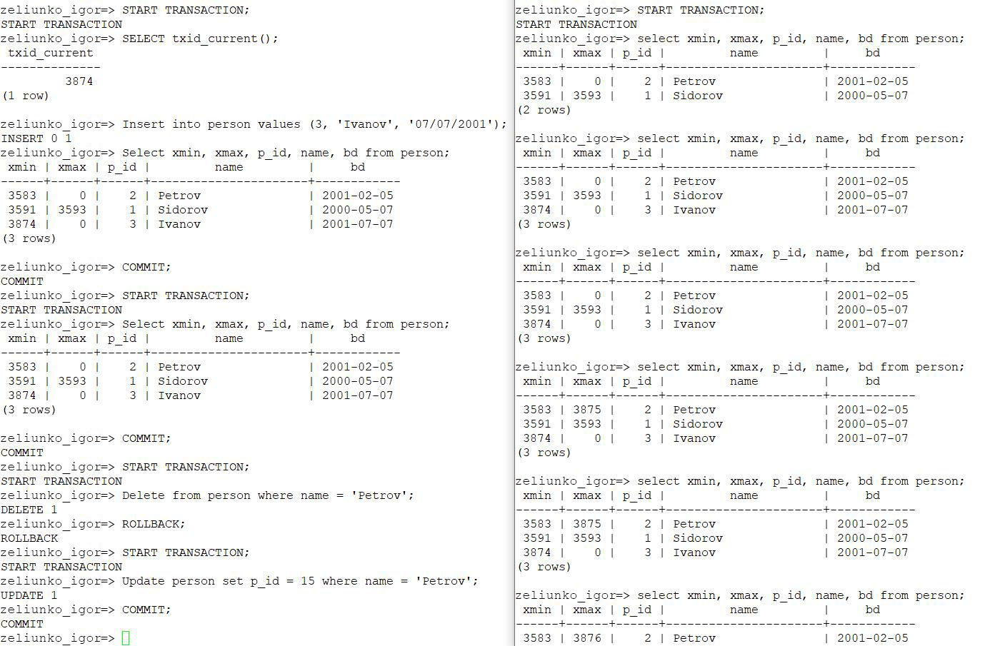 zeliunko_igor=> START TRANSACTION;
START TRANSACTION
zeliunko_igor=> SELECT txid_current();
 txid_current
--------------
         3874
(1 row)

zeliunko_igor=> Insert into person values (3, 'Ivanov', '07/07/2001');
INSERT 0 1
zeliunko_igor=> Select xmin, xmax, p_id, name, bd from person;
 xmin | xmax | p_id |         name         |     bd
------+------+------+----------------------+------------
 3583 |    0 |    2 | Petrov               | 2001-02-05
 3591 | 3593 |    1 | Sidorov              | 2000-05-07
 3874 |    0 |    3 | Ivanov               | 2001-07-07
(3 rows)

zeliunko_igor=> COMMIT;
COMMIT
zeliunko_igor=> START TRANSACTION;
START TRANSACTION
zeliunko_igor=> Select xmin, xmax, p_id, name, bd from person;
 xmin | xmax | p_id |         name         |     bd
------+------+------+----------------------+------------
 3583 |    0 |    2 | Petrov               | 2001-02-05
 3591 | 3593 |    1 | Sidorov              | 2000-05-07
 3874 |    0 |    3 | Ivanov               | 2001-07-07
(3 rows)

zeliunko_igor=> COMMIT;
COMMIT
zeliunko_igor=> START TRANSACTION;
START TRANSACTION
zeliunko_igor=> Delete from person where name = 'Petrov';
DELETE 1
zeliunko_igor=> ROLLBACK;
ROLLBACK
zeliunko_igor=> START TRANSACTION;
START TRANSACTION
zeliunko_igor=> Update person set p_id = 15 where name = 'Petrov';
UPDATE 1
zeliunko_igor=> COMMIT;
COMMIT
zeliunko_igor=>
zeliunko_igor=> START TRANSACTION;
START TRANSACTION
zeliunko_igor=> select xmin, xmax, p_id, name, bd from person;
 xmin | xmax | p_id |         name         |     bd
------+------+------+----------------------+------------
 3583 |    0 |    2 | Petrov               | 2001-02-05
 3591 | 3593 |    1 | Sidorov              | 2000-05-07
(2 rows)

zeliunko_igor=> select xmin, xmax, p_id, name, bd from person;
 xmin | xmax | p_id |         name         |     bd
------+------+------+----------------------+------------
 3583 |    0 |    2 | Petrov               | 2001-02-05
 3591 | 3593 |    1 | Sidorov              | 2000-05-07
 3874 |    0 |    3 | Ivanov               | 2001-07-07
(3 rows)

zeliunko_igor=> select xmin, xmax, p_id, name, bd from person;
 xmin | xmax | p_id |         name         |     bd
------+------+------+----------------------+------------
 3583 |    0 |    2 | Petrov               | 2001-02-05
 3591 | 3593 |    1 | Sidorov              | 2000-05-07
 3874 |    0 |    3 | Ivanov               | 2001-07-07
(3 rows)

zeliunko_igor=> select xmin, xmax, p_id, name, bd from person;
 xmin | xmax | p_id |         name         |     bd
------+------+------+----------------------+------------
 3583 | 3875 |    2 | Petrov               | 2001-02-05
 3591 | 3593 |    1 | Sidorov              | 2000-05-07
 3874 |    0 |    3 | Ivanov               | 2001-07-07
(3 rows)

zeliunko_igor=> select xmin, xmax, p_id, name, bd from person;
 xmin | xmax | p_id |         name         |     bd
------+------+------+----------------------+------------
 3583 | 3875 |    2 | Petrov               | 2001-02-05
 3591 | 3593 |    1 | Sidorov              | 2000-05-07
 3874 |    0 |    3 | Ivanov               | 2001-07-07
(3 rows)

zeliunko_igor=> select xmin, xmax, p_id, name, bd from person;
 xmin | xmax | p_id |         name         |     bd
------+------+------+----------------------+------------
 3583 | 3876 |    2 | Petrov               | 2001-02-05